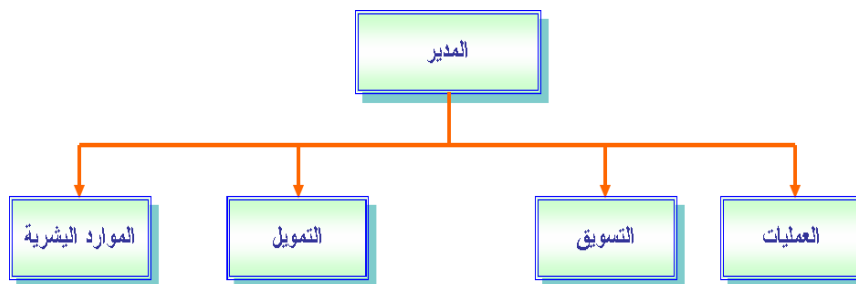 المدير
العمليات
التسويق
التمويل
الموارد البشرية